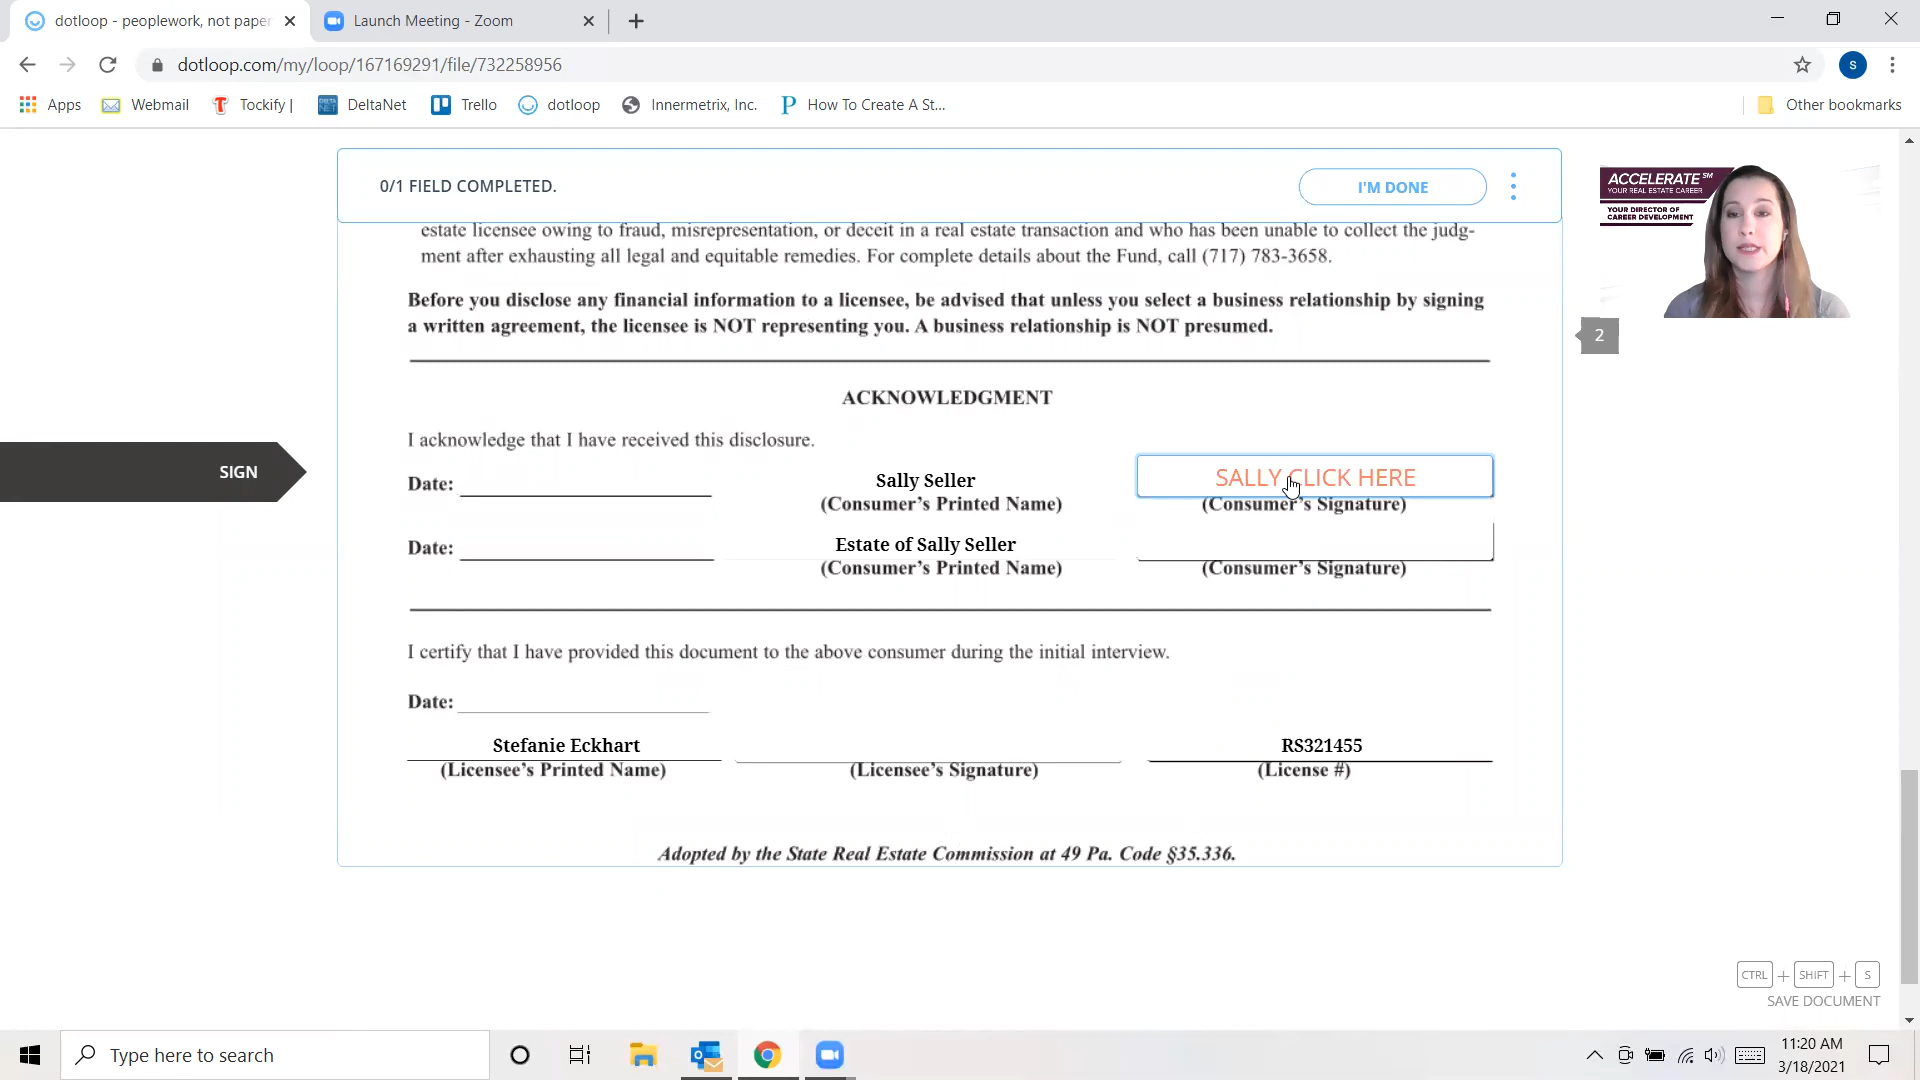 dotloop - peoplework, not paper
Launch Meeting - Zoom
dotloop.com/my/loop/167169291/file/732258956
S
Apps
Webmail
Tockify |
DeltaNet
Trello
dotloop
Innermetrix, Inc.
How To Create A St...
Other bookmarks
0/1 FIELD COMPLETED.
I'M DONE
ACCELERATE SM
YOUR REAL ESTATE CAREER
YOUR DIRECTOR OF
CAREER DEVELOPMENT
estate licensee owing to fraud, misrepresentation, or deceit in a real estate transaction and who has been unable to collect the judg-
ment after exhausting all legal and equitable remedies. For complete details about the Fund, call (717) 783-3658.
Before you disclose any financial information to a licensee, be advised that unless you select a business relationship by signing
a written agreement, the licensee is NOT representing you. A business relationship is NOT presumed.
2
ACKNOWLEDGMENT
I acknowledge that I have received this disclosure.
SIGN
Date:
Sally Seller
SALLY CLICK HERE
(Consumer's Printed Name)
(Consumer's Signature)
Date:
Estate of Sally Seller
(Consumer's Printed Name)
(Consumer's Signature)
I certify that I have provided this document to the above consumer during the initial interview.
Date:
Stefanie Eckhart
RS321455
(Licensee's Printed Name)
(Licensee's Signature)
(License #)
Adopted by the State Real Estate Commission at 49 Pa. Code §35.336.
CTRL + SHIFT + S
SAVE DOCUMENT
Type here to search
11:20 AM
3/18/2021